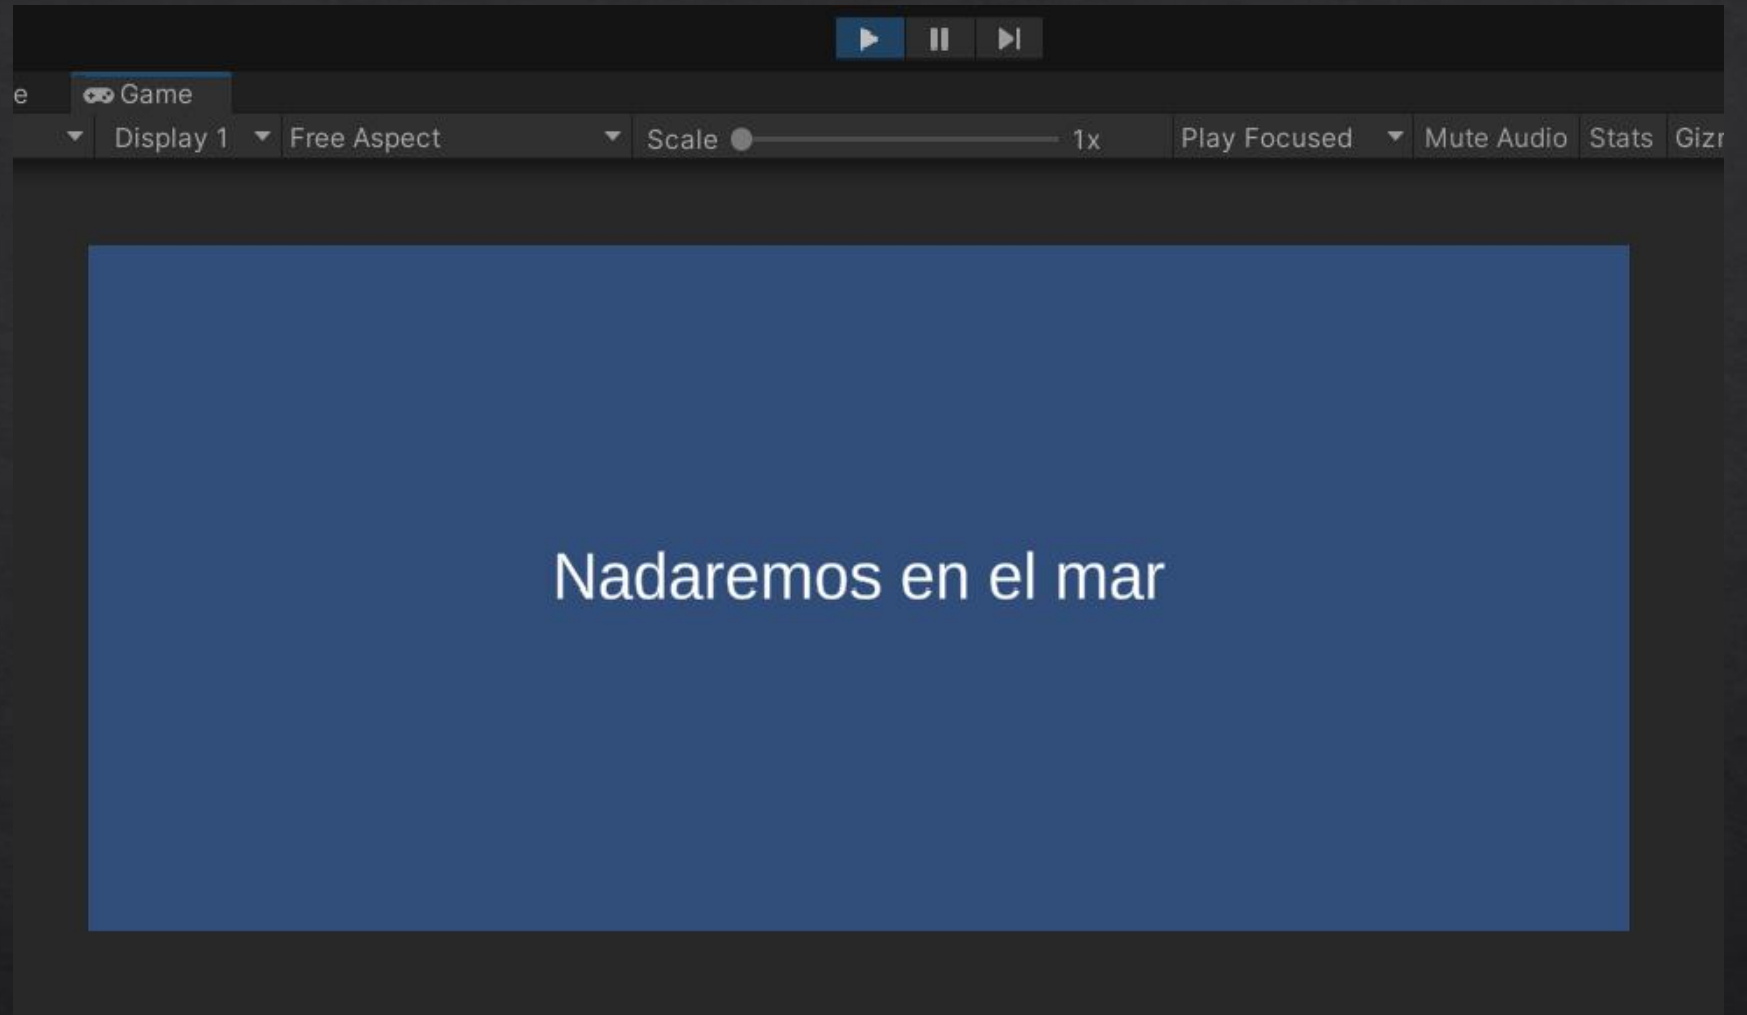 e Game
Display 1 Free Aspect Scale 1x Play Focused Mute Audio Stats
Nadaremos en el mar